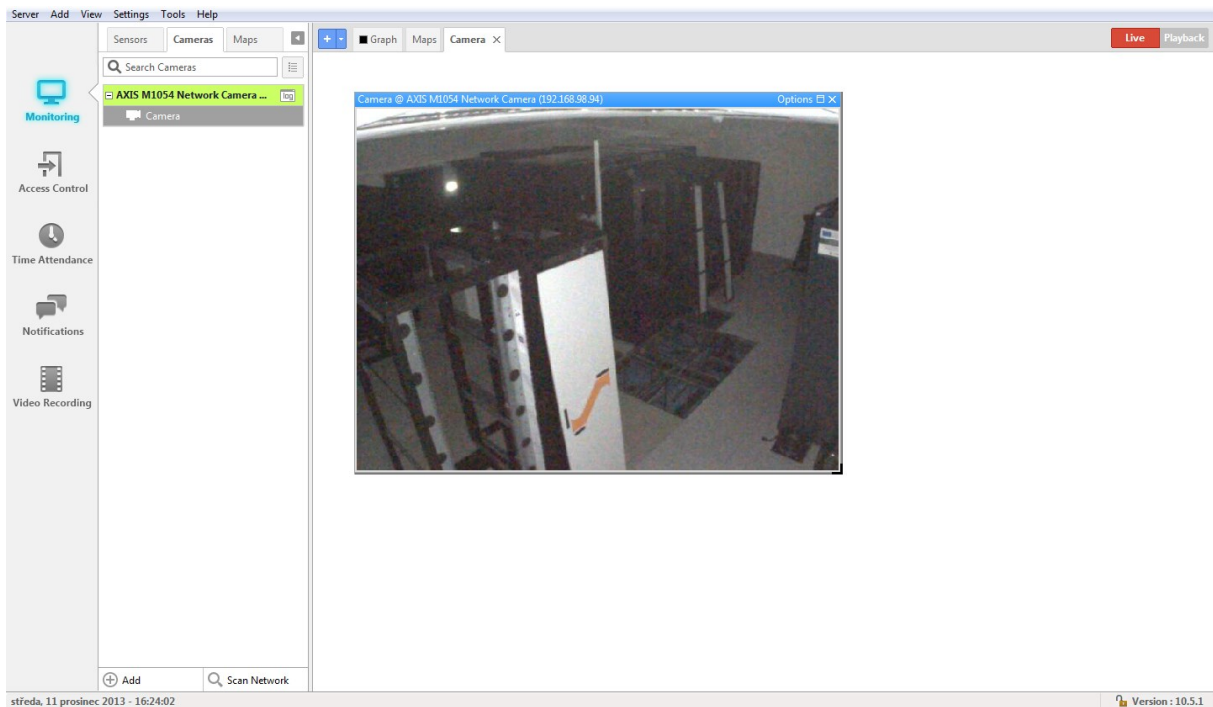 Server Add View Settings Tools Help
Sensors Cameras Maps
+ Graph Maps Camera
Live Playback
Search Cameras
AXIS M1054 Network Camera ... log
Camera
Monitoring
Access Control
Time Attendance
Notifications
Video Recording
Camera @ AXIS M1054 Network Camera (192.168.98.94) Options
Add Scan Network
středa, 11 prosinec 2013 - 16:24:02
Version : 10.5.1